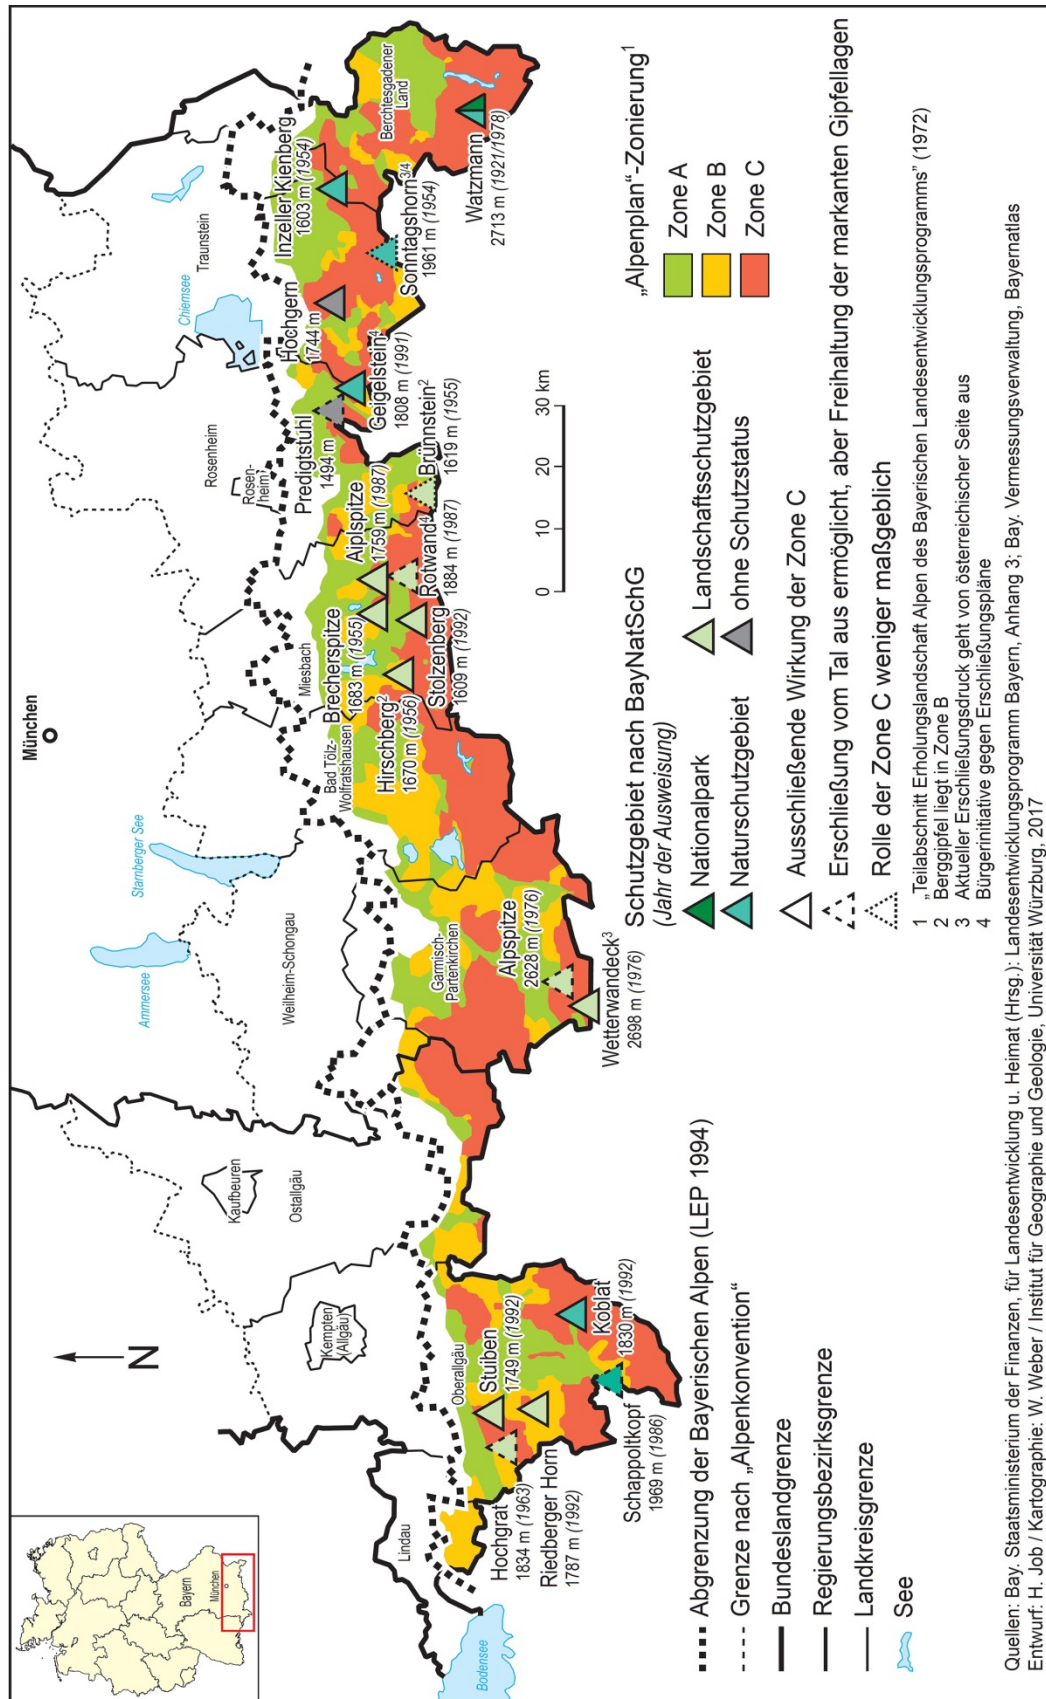 Bayern
München
N
München
Bodensee
Lindau
Kempten
(Allgäu)
Kaufbeuren
Ostallgäu
Oberallgäu
Ammersee
Starnberger See
Weilheim-Schongau
Garmisch-
Partenkirchen
Bad Tölz-
Wolfratshausen
Miesbach
Rosenheim
Rosen-
heim
Chiemsee
Traunstein
Berchtesgadener
Land
Hochgrat
1834 m (1963)
Riedberger Horn
1787 m (1992)
Stuiben
1749 m (1992)
Schappoltkopf
1969 m (1986)
Koblat
1830 m (1992)
Wetterwandeck³
2698 m (1976)
Alpspitze
2628 m (1976)
Hirschberg²
1670 m (1956)
Brecherspitze
1683 m (1955)
Stolzenberg
1609 m (1992)
Aiplspitze
1759 m (1987)
Rotwand⁴
1884 m (1987)
Brünnstein²
1619 m (1955)
Predigtstuhl
1494 m
Geigelstein⁴
1808 m (1991)
Hochgern
1744 m
Sonntagshorn³/⁴
1961 m (1954)
Inzeller Kienberg
1603 m (1954)
Watzmann
2713 m (1921/1978)
0 10 20 30 km
Abgrenzung der Bayerischen Alpen (LEP 1994)
Grenze nach „Alpenkonvention“
Bundeslandgrenze
Regierungsbezirksgrenze
Landkreisgrenze
See
Schutzgebiet nach BayNatSchG
(Jahr der Ausweisung)
Nationalpark
Naturschutzgebiet
Landschaftsschutzgebiet
ohne Schutzstatus
Ausschließende Wirkung der Zone C
Erschließung vom Tal aus ermöglicht, aber Freihaltung der markanten Gipfellagen
Rolle der Zone C weniger maßgeblich
„Alpenplan“-Zonierung¹
Zone A
Zone B
Zone C
1 „Teilabschnitt Erholungslandschaft Alpen des Bayerischen Landesentwicklungsprogramms” (1972)
2 Berggipfel liegt in Zone B
3 Aktueller Erschließungsdruck geht von österreichischer Seite aus
4 Bürgerinitiative gegen Erschließungspläne
Quellen: Bay. Staatsministerium der Finanzen, für Landesentwicklung u. Heimat (Hrsg.): Landesentwicklungsprogramm Bayern, Anhang 3; Bay. Vermessungsverwaltung, Bayernatlas
Entwurf: H. Job / Kartographie: W. Weber / Institut für Geographie und Geologie, Universität Würzburg, 2017